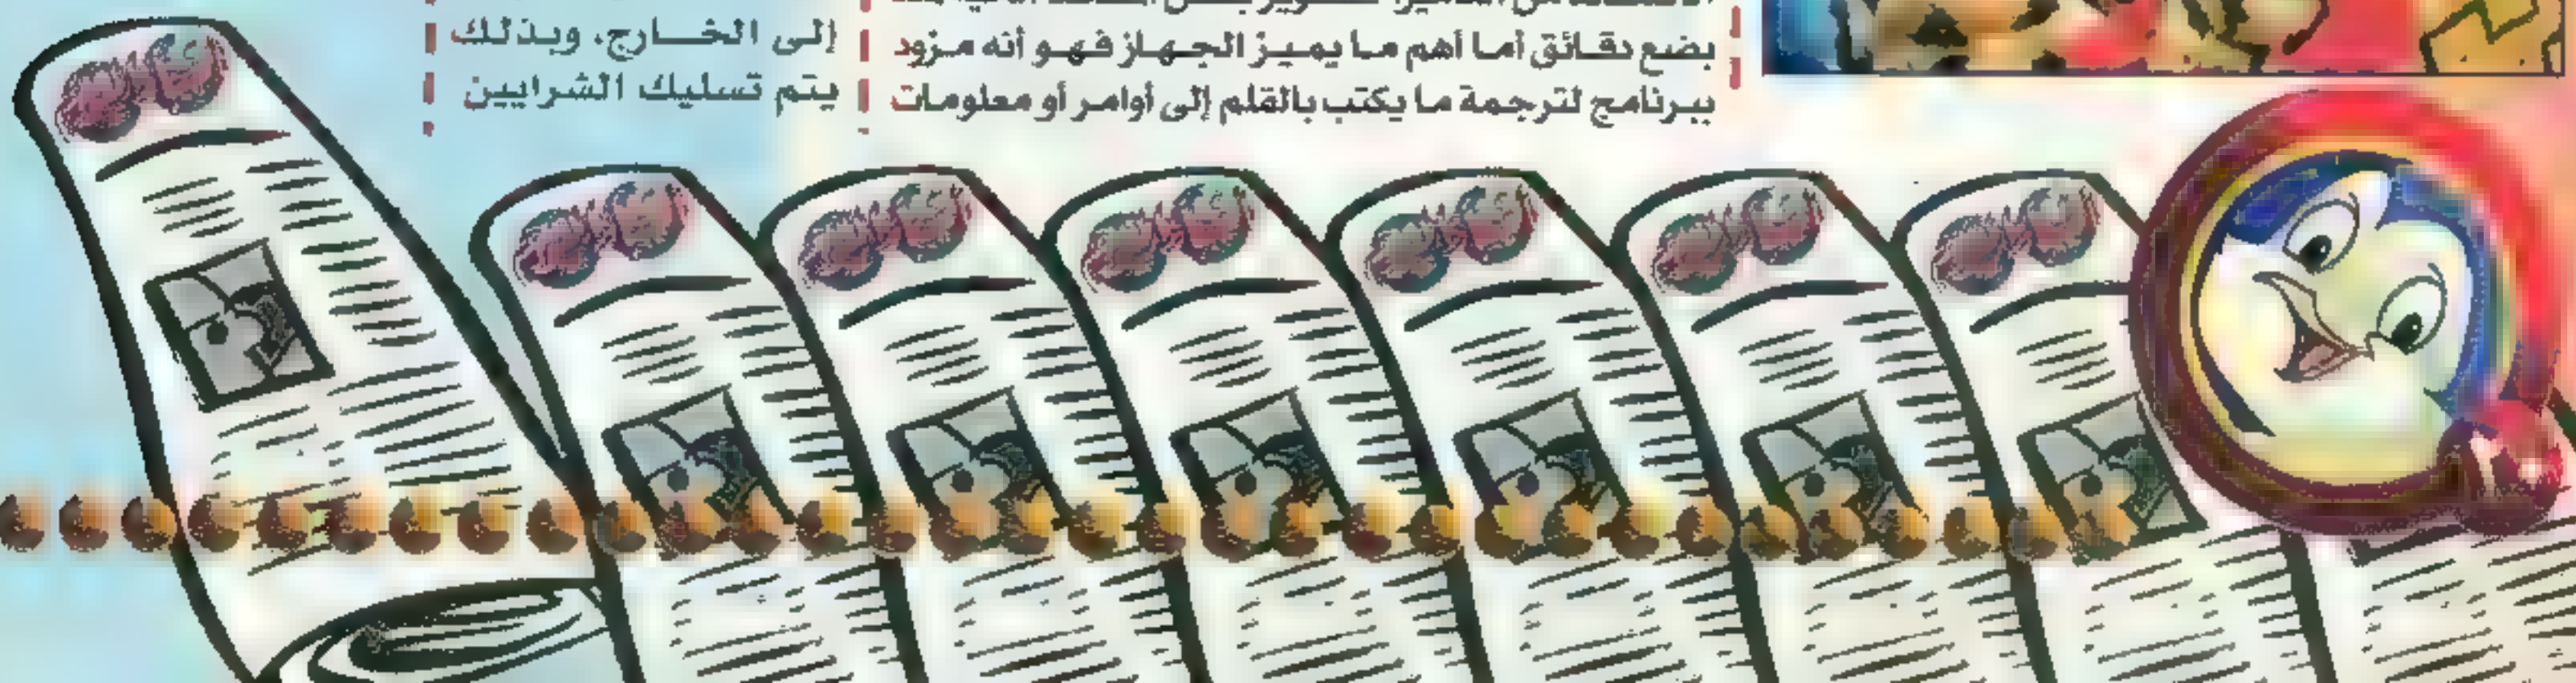 بضع دقائق أما أهم ما يميز الجهاز فهو أنه مزود
ببرنامج لترجمة ما يكتب بالقلم إلى أوامر أو معلومات
إلى الخارج، وبذلك
يتم تسليك الشرايين